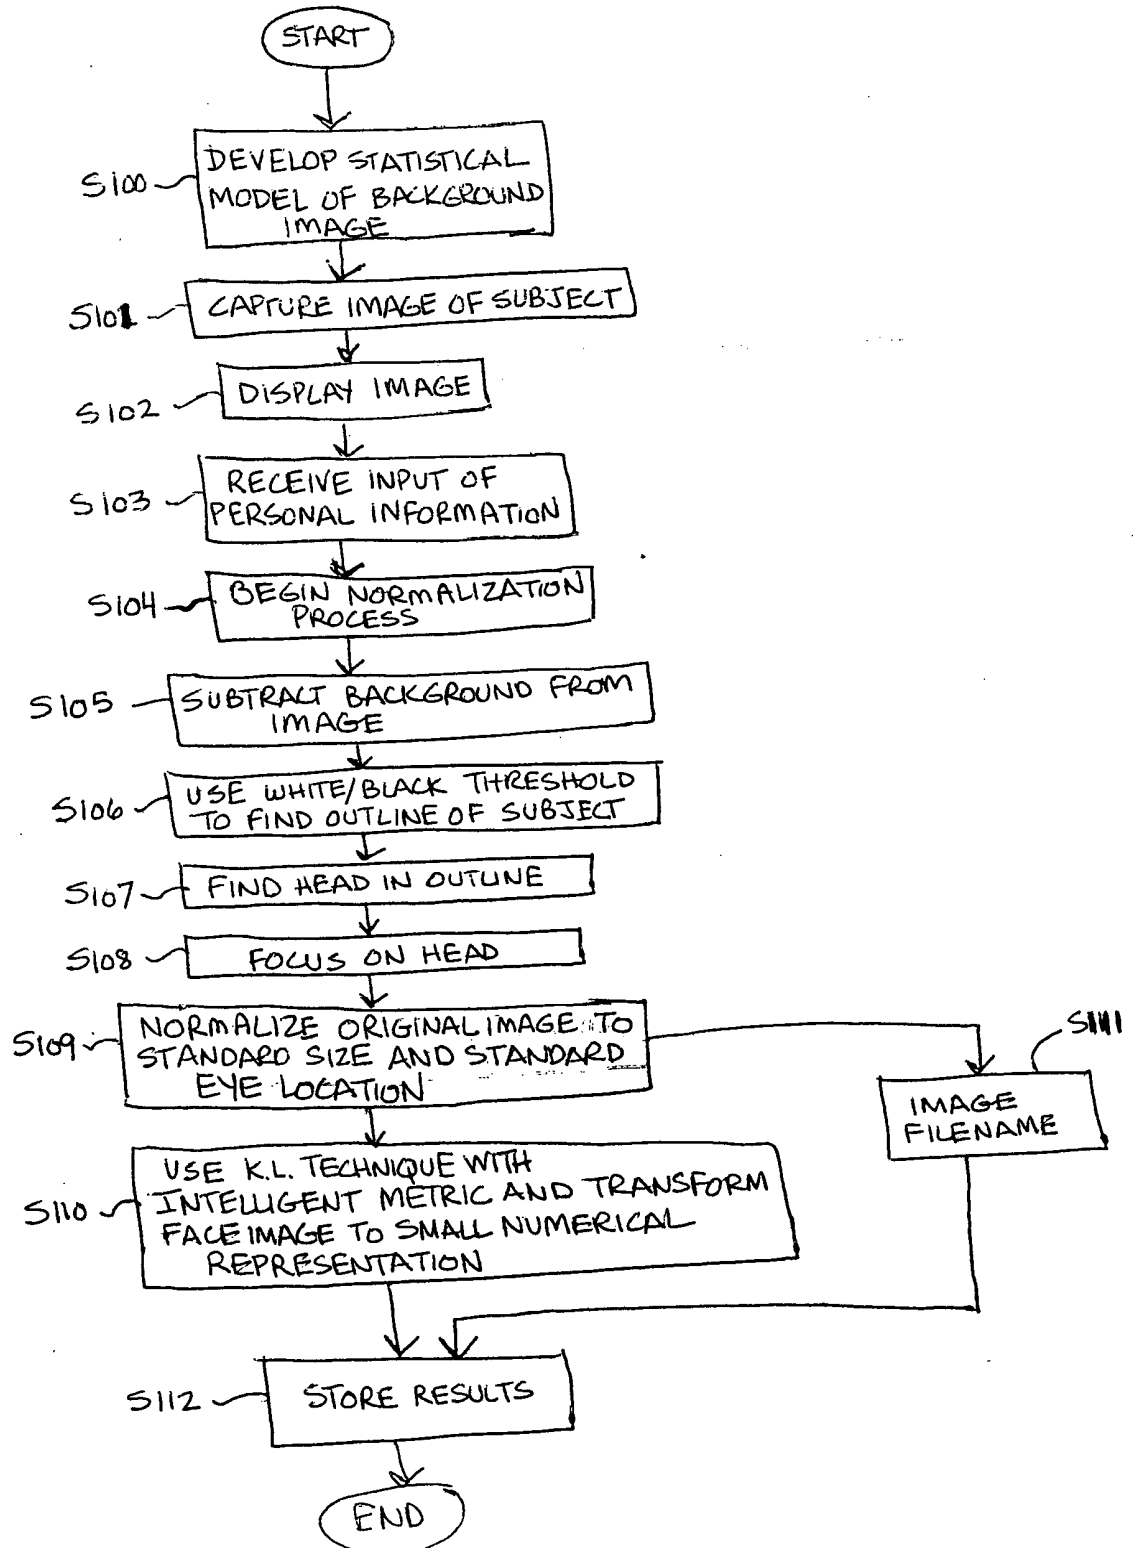 START
S100
DEVELOP STATISTICAL
MODEL OF BACKGROUND
IMAGE
S101
CAPTURE IMAGE OF SUBJECT
S102
DISPLAY IMAGE
S103
RECEIVE INPUT OF
PERSONAL INFORMATION
S104
BEGIN NORMALIZATION
PROCESS
S105
SUBTRACT BACKGROUND FROM
IMAGE
S106
USE WHITE/BLACK THRESHOLD
TO FIND OUTLINE OF SUBJECT
S107
FIND HEAD IN OUTLINE
S108
FOCUS ON HEAD
S109
NORMALIZE ORIGINAL IMAGE TO
STANDARD SIZE AND STANDARD
EYE LOCATION
S111
IMAGE
FILENAME
S110
USE K.L. TECHNIQUE WITH
INTELLIGENT METRIC AND TRANSFORM
FACE IMAGE TO SMALL NUMERICAL
REPRESENTATION
S112
STORE RESULTS
END